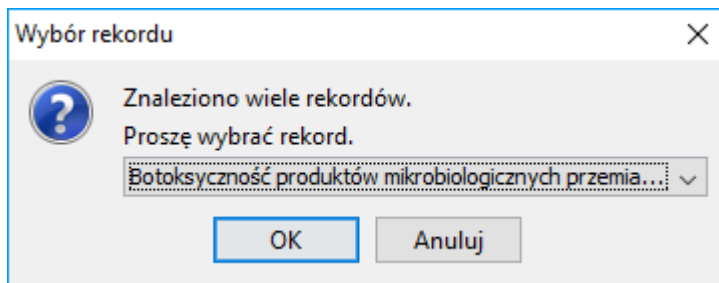 Wybór rekordu
Znaleziono wiele rekordów.
Proszę wybrać rekord.
Botoksyczność produktów mikrobiologicznych przemia...
OK Anuluj